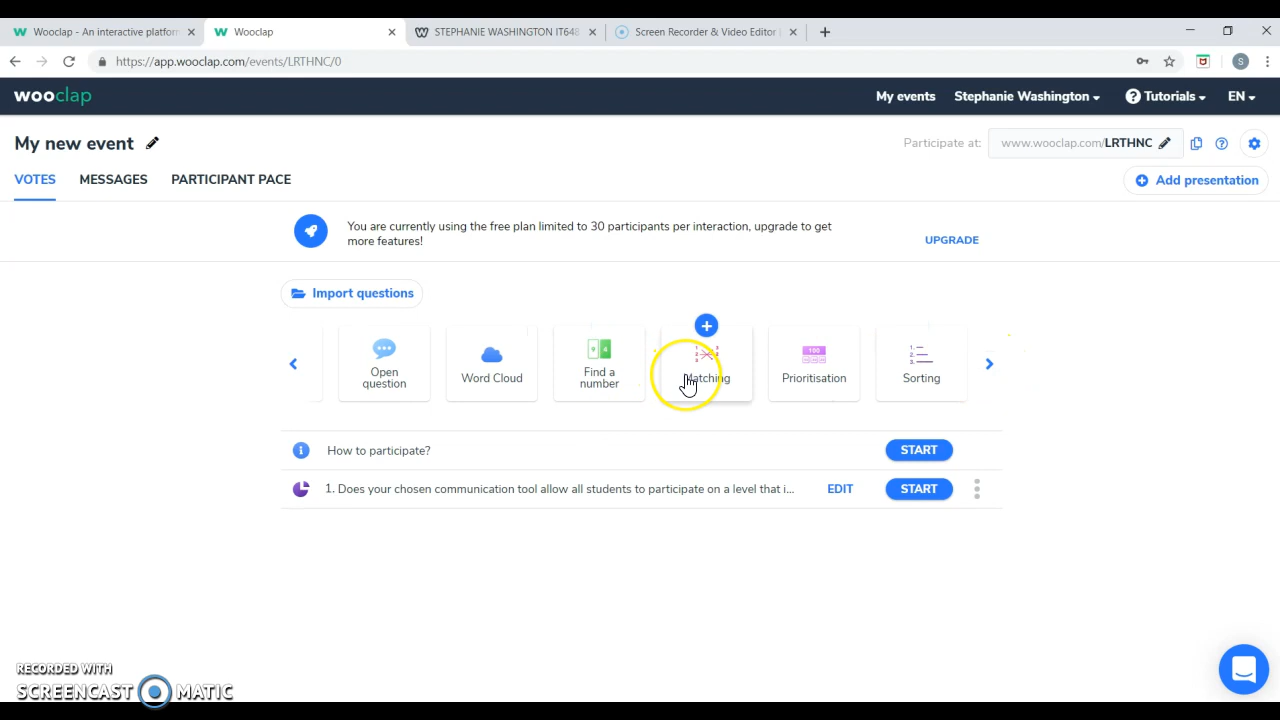 Wooclap - An interactive platform
Wooclap
STEPHANIE WASHINGTON IT648
Screen Recorder & Video Editor
https://app.wooclap.com/events/LRTHNC/0
S
wooclap
My events
Stephanie Washington
Tutorials
EN
My new event
Participate at:
www.wooclap.com/LRTHNC
VOTES
MESSAGES
PARTICIPANT PACE
Add presentation
You are currently using the free plan limited to 30 participants per interaction, upgrade to get
more features!
UPGRADE
Import questions
Open
question
Word Cloud
Find a
number
Matching
Prioritisation
Sorting
How to participate?
START
1. Does your chosen communication tool allow all students to participate on a level that i...
EDIT
START
RECORDED WITH
SCREENCAST MATIC